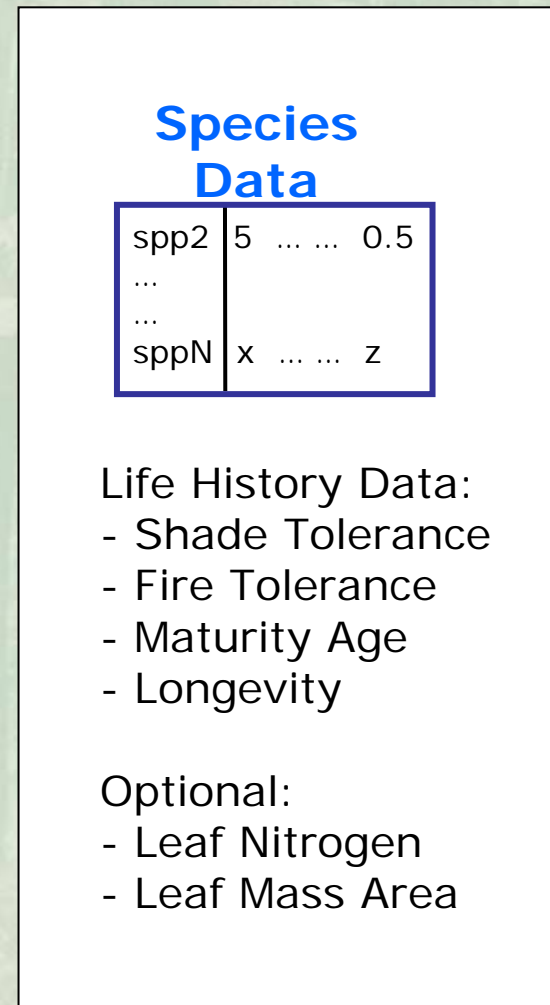 Species
Data
spp2 5 ... ... 0.5
...
...
sppN x ... ... z
Life History Data:
- Shade Tolerance
- Fire Tolerance
- Maturity Age
- Longevity
Optional:
- Leaf Nitrogen
- Leaf Mass Area